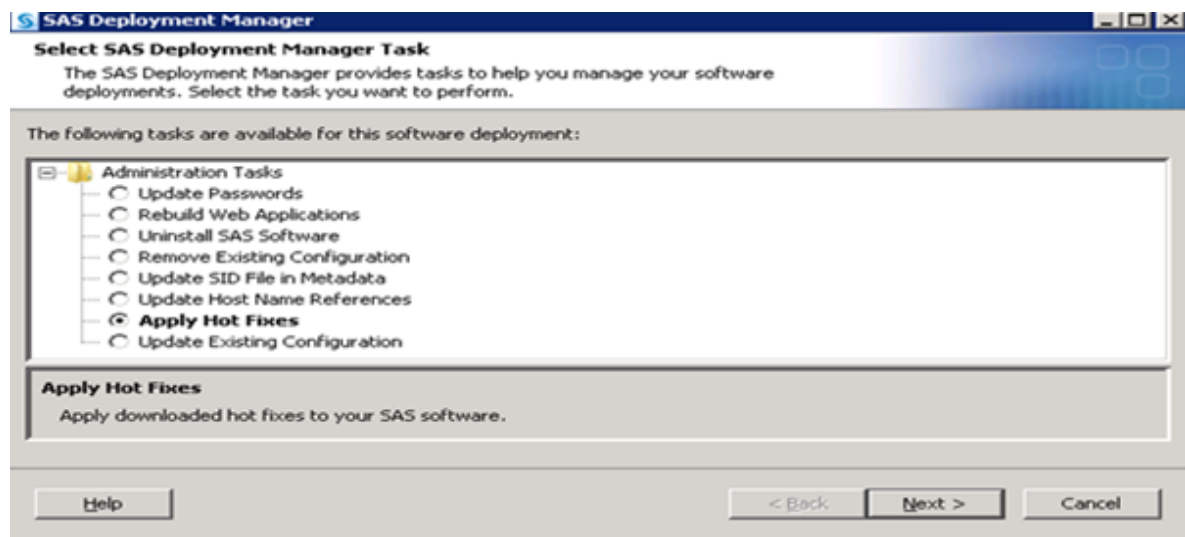 SAS Deployment Manager
Select SAS Deployment Manager Task
The SAS Deployment Manager provides tasks to help you manage your software
deployments. Select the task you want to perform.
The following tasks are available for this software deployment:
Administration Tasks
Update Passwords
Rebuild Web Applications
Uninstall SAS Software
Remove Existing Configuration
Update SID File in Metadata
Update Host Name References
Apply Hot Fixes
Update Existing Configuration
Apply Hot Fixes
Apply downloaded hot fixes to your SAS software.
Help
< Back
Next >
Cancel